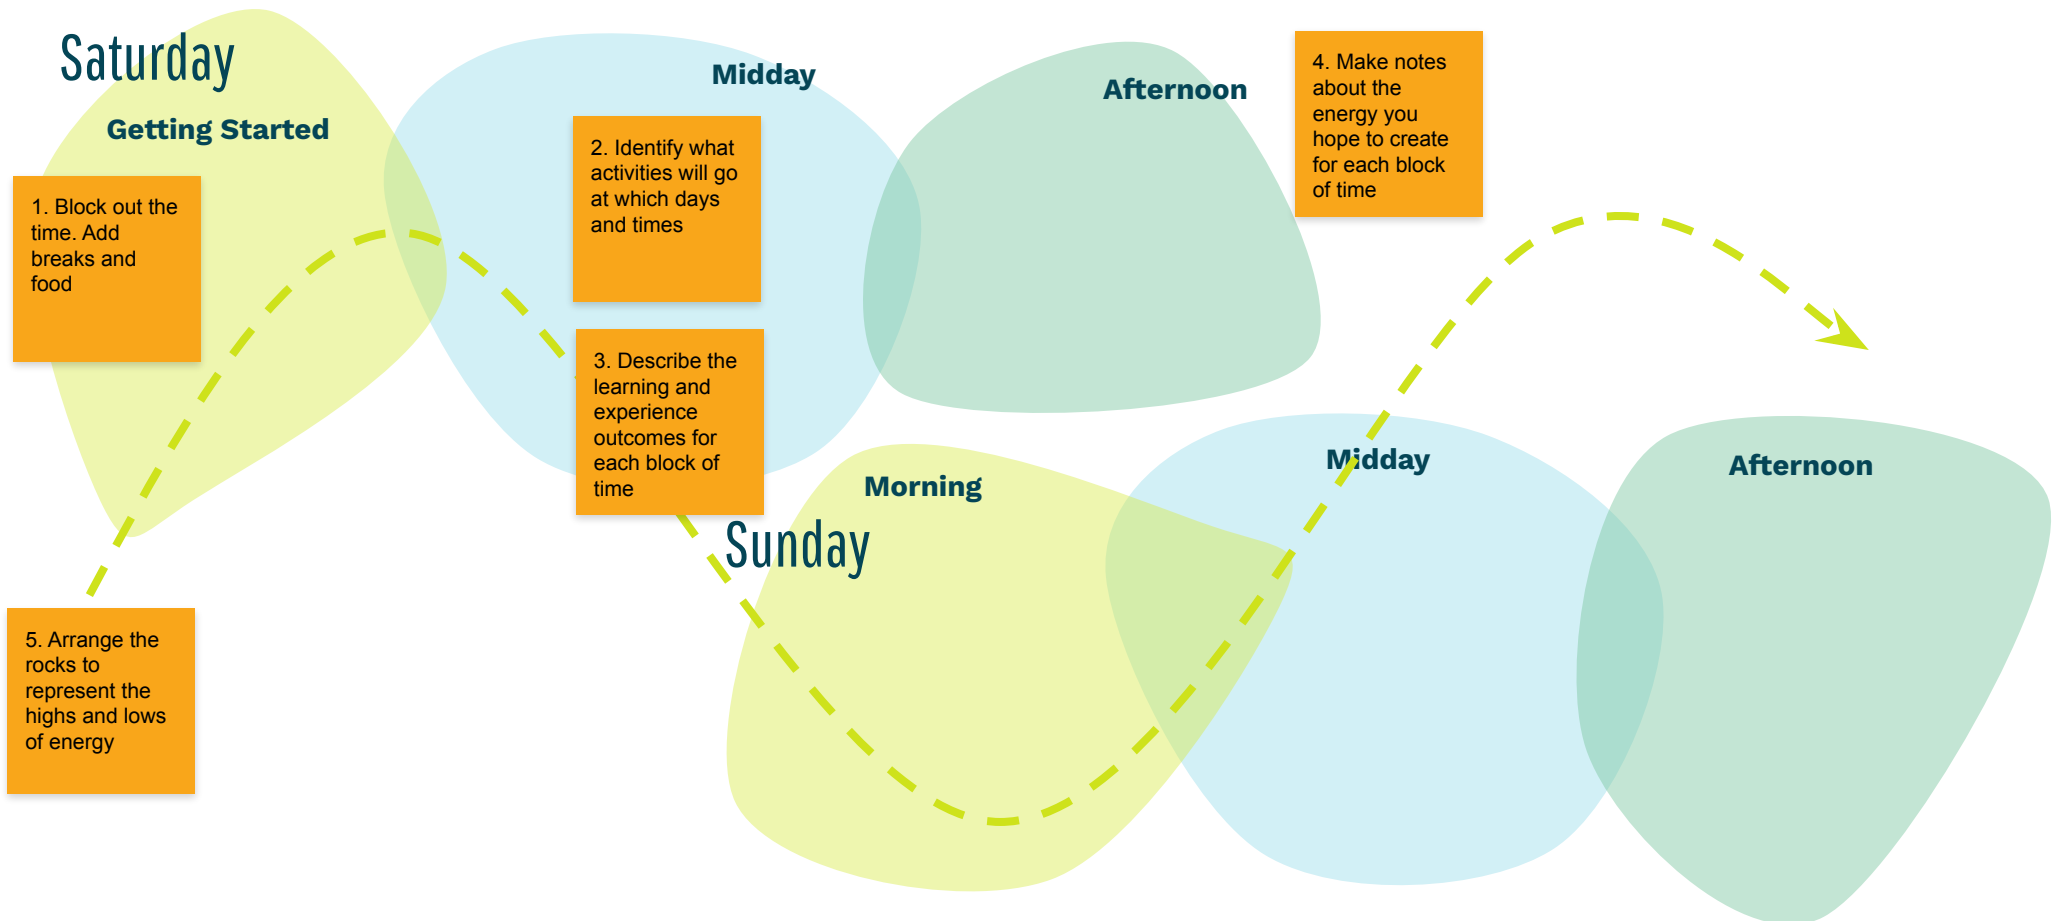 Saturday
Getting Started
Midday
Afternoon
1. Block out the
time. Add
breaks and
food
2. Identify what
activities will go
at which days
and times
3. Describe the
learning and
experience
outcomes for
each block of
time
4. Make notes
about the
energy you
hope to create
for each block
of time
Sunday
Morning
Midday
Afternoon
5. Arrange the
rocks to
represent the
highs and lows
of energy